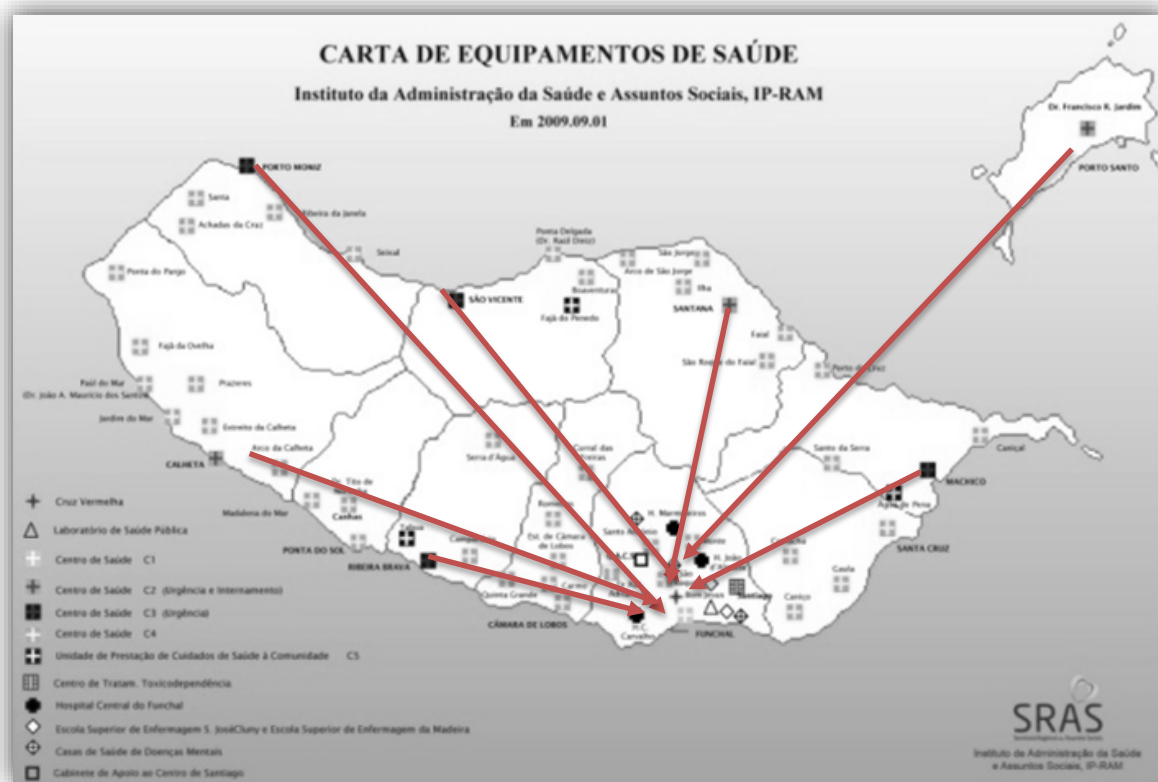 CARTA DE EQUIPAMENTOS DE SAÚDE
Instituto da Administração da Saúde e Assuntos Sociais, IP-RAM
Em 2009.09.01
Dr. Francisco R. Jardim
PORTO SANTO
PORTO MONIZ
Santa
Achadas da Cruz
Ribeira da Janela
Seixal
Ponta do Pargo
Ponta Delgada
(Dr. Raúl Diniz)
Boaventura
São Jorge
Arco de São Jorge
Ilha
SÃO VICENTE
Fajã do Penedo
SANTANA
Faial
São Roque do Faial
Porto da Cruz
Fajã da Ovelha
Paúl do Mar
(Dr. João A. Maurício dos Santos)
Prazeres
Jardim do Mar
Estreito da Calheta
Arco da Calheta
CALHETA
Serra d'Água
Curral das
Freiras
Santo da Serra
Caniçal
MACHICO
Água de Pena
SANTA CRUZ
Gaula
Caniço
Dr. Tito de
Canhas
Madalena do Mar
PONTA DO SOL
Tabua
Campanário
RIBEIRA BRAVA
Quinta Grande
Est. de Câmara
de Lobos
Carmo
CÂMARA DE LOBOS
Santo António
H. Marmeleiros
Monte
H. João
São
Bom Jesus
Santiago
H.C.
Carvalho
FUNCHAL
Cruz Vermelha
Laboratório de Saúde Pública
Centro de Saúde C1
Centro de Saúde C2 (Urgência e Internamento)
Centro de Saúde C3 (Urgência)
Centro de Saúde C4
Unidade de Prestação de Cuidados de Saúde à Comunidade C5
Centro de Tratam. Toxicodependência
Hospital Central do Funchal
Escola Superior de Enfermagem S. JoséCluny e Escola Superior de Enfermagem da Madeira
Casas de Saúde de Doenças Mentais
Gabinete de Apoio ao Centro de Santiago
SRAS
Instituto de Administração da Saúde
e Assuntos Sociais, IP-RAM